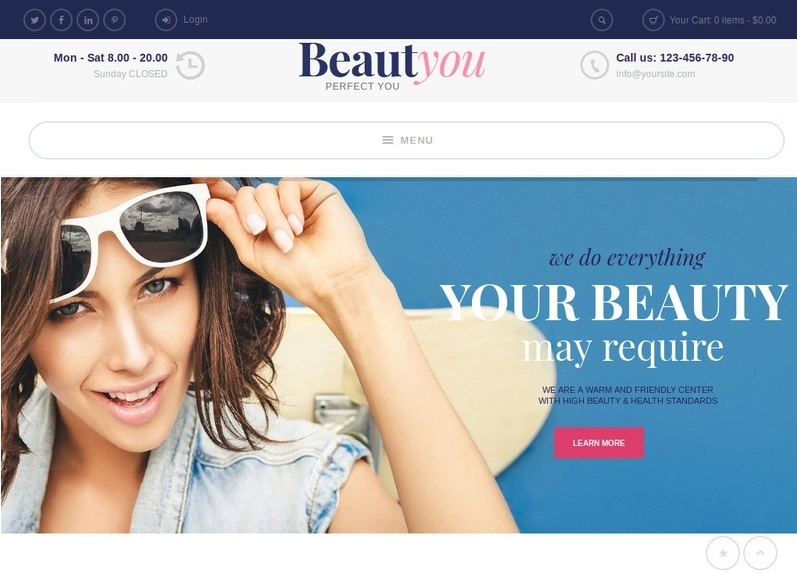 Login
Your Cart: 0 items - $0.00
Mon - Sat 8.00 - 20.00
Sunday CLOSED
Beautyou
PERFECT YOU
Call us: 123-456-78-90
info@yoursite.com
MENU
we do everything
YOUR BEAUTY
may require
WE ARE A WARM AND FRIENDLY CENTER
WITH HIGH BEAUTY & HEALTH STANDARDS
LEARN MORE